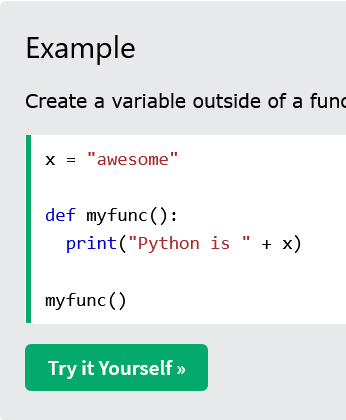 Example
Create a variable outside of a func
x = "awesome"
def myfunc():
  print("Python is " + x)
myfunc()
Try it Yourself »